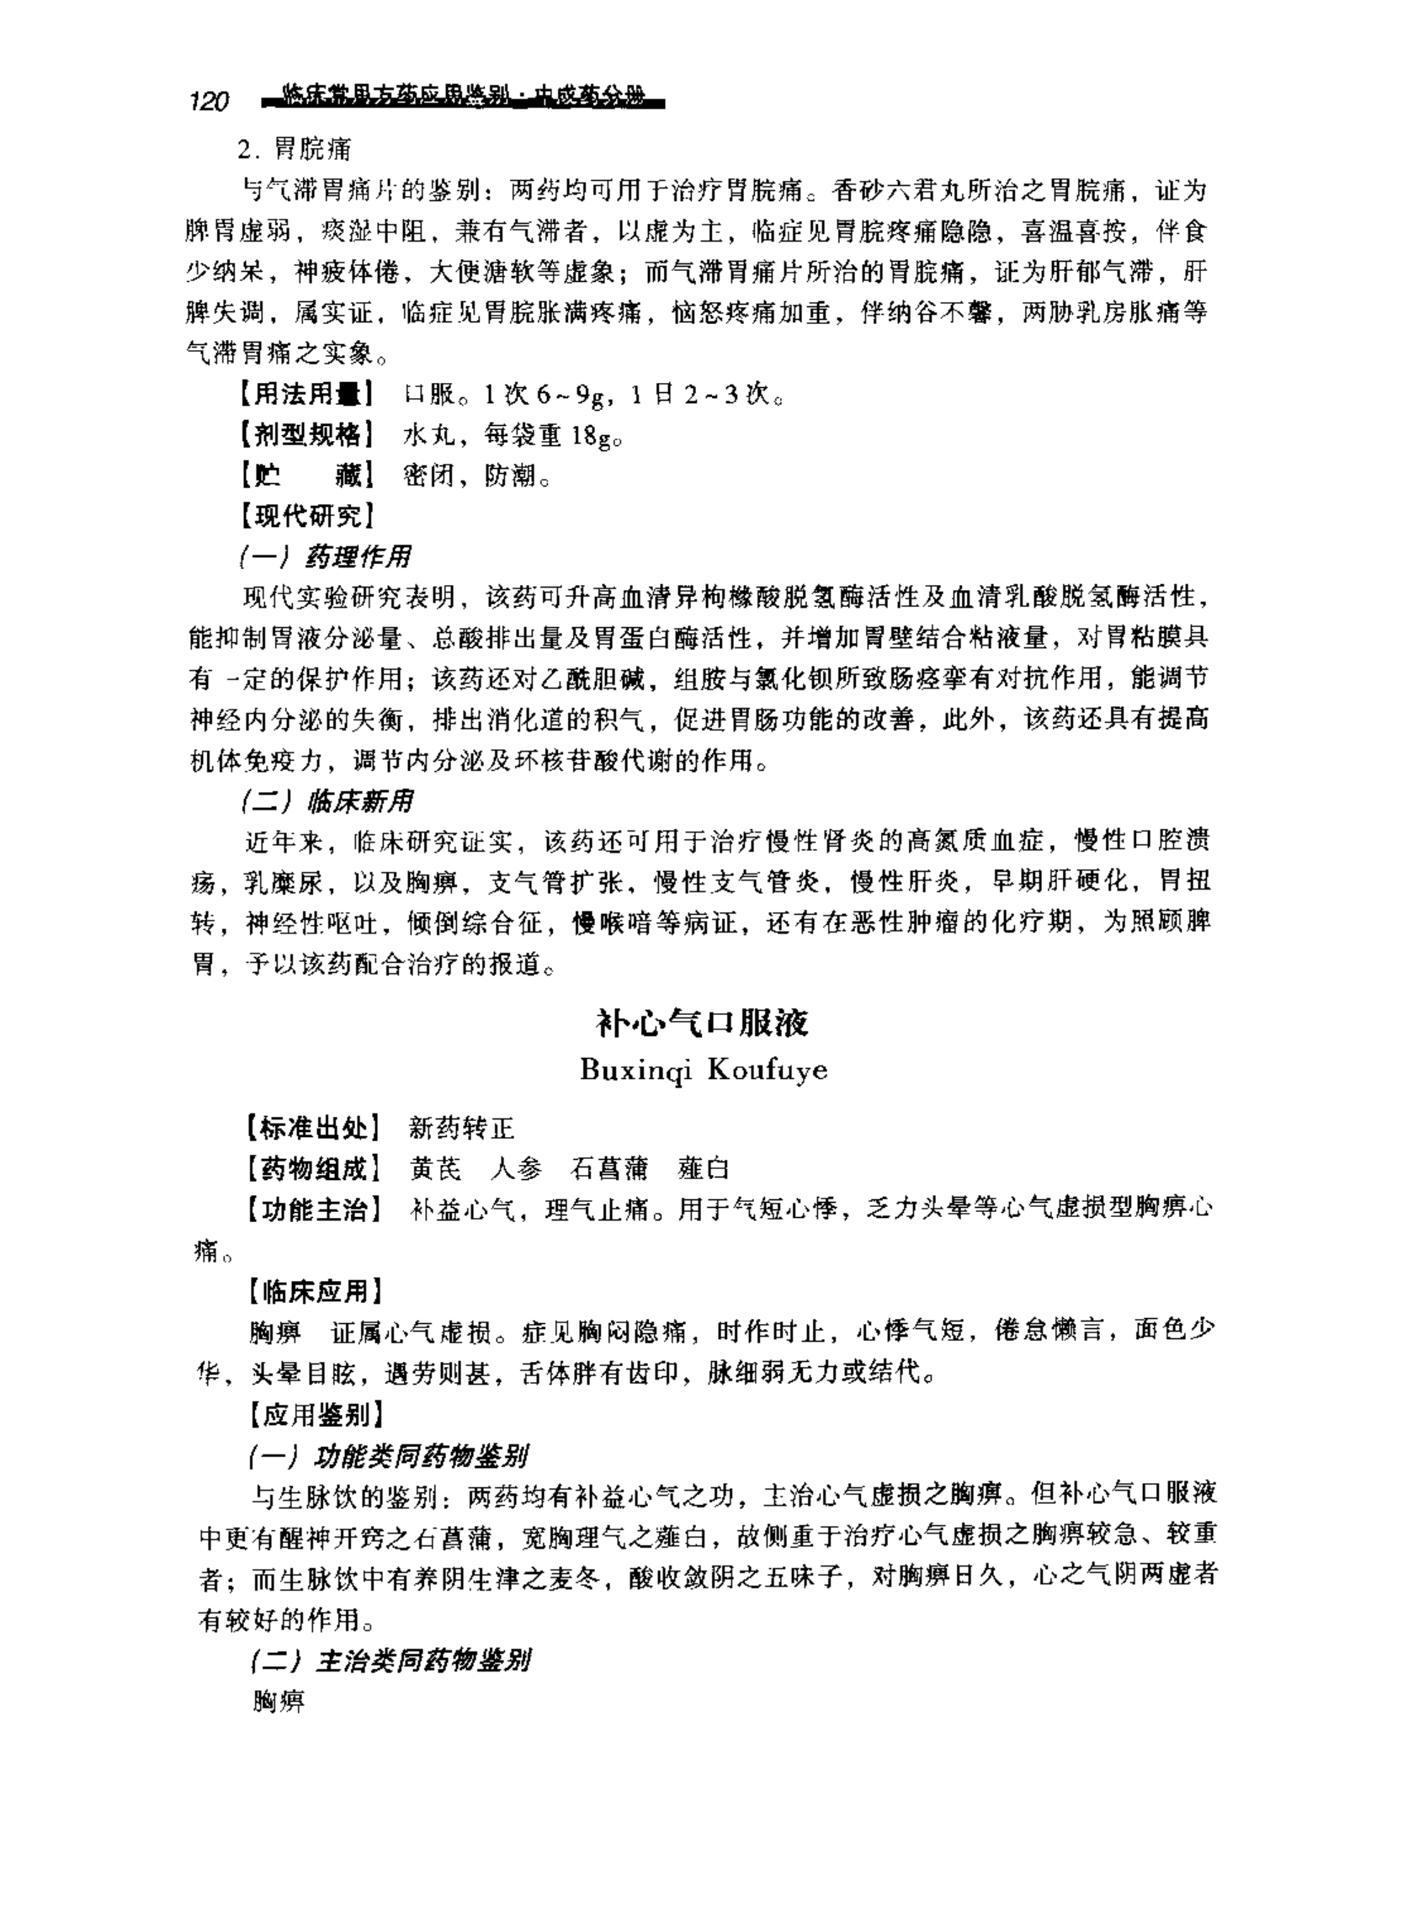 120 临床常用方药应用鉴别·中成药分册
2. 胃脘痛
与气滞胃痛片的鉴别：两药均可用于治疗胃脘痛。香砂六君丸所治之胃脘痛，证为
脾胃虚弱，痰湿中阻，兼有气滞者，以虚为主，临症见胃脘疼痛隐隐，喜温喜按，伴食
少纳呆，神疲体倦，大便溏软等虚象；而气滞胃痛片所治的胃脘痛，证为肝郁气滞，肝
脾失调，属实证，临症见胃脘胀满疼痛，恼怒疼痛加重，伴纳谷不馨，两胁乳房胀痛等
气滞胃痛之实象。
【用法用量】 口服。1次6~9g，1日2~3次。
【剂型规格】 水丸，每袋重18g。
【贮　　藏】 密闭，防潮。
【现代研究】
（一）药理作用
现代实验研究表明，该药可升高血清异枸橼酸脱氢酶活性及血清乳酸脱氢酶活性，
能抑制胃液分泌量、总酸排出量及胃蛋白酶活性，并增加胃壁结合粘液量，对胃粘膜具
有一定的保护作用；该药还对乙酰胆碱，组胺与氯化钡所致肠痉挛有对抗作用，能调节
神经内分泌的失衡，排出消化道的积气，促进胃肠功能的改善，此外，该药还具有提高
机体免疫力，调节内分泌及环核苷酸代谢的作用。
（二）临床新用
近年来，临床研究证实，该药还可用于治疗慢性肾炎的高氮质血症，慢性口腔溃
疡，乳糜尿，以及胸痹，支气管扩张，慢性支气管炎，慢性肝炎，早期肝硬化，胃扭
转，神经性呕吐，倾倒综合征，慢喉喑等病证，还有在恶性肿瘤的化疗期，为照顾脾
胃，予以该药配合治疗的报道。
补心气口服液
Buxinqi Koufuye
【标准出处】 新药转正
【药物组成】 黄芪　人参　石菖蒲　薤白
【功能主治】 补益心气，理气止痛。用于气短心悸，乏力头晕等心气虚损型胸痹心
痛。
【临床应用】
胸痹　证属心气虚损。症见胸闷隐痛，时作时止，心悸气短，倦怠懒言，面色少
华，头晕目眩，遇劳则甚，舌体胖有齿印，脉细弱无力或结代。
【应用鉴别】
（一）功能类同药物鉴别
与生脉饮的鉴别：两药均有补益心气之功，主治心气虚损之胸痹。但补心气口服液
中更有醒神开窍之石菖蒲，宽胸理气之薤白，故侧重于治疗心气虚损之胸痹较急、较重
者；而生脉饮中有养阴生津之麦冬，酸收敛阴之五味子，对胸痹日久，心之气阴两虚者
有较好的作用。
（二）主治类同药物鉴别
胸痹